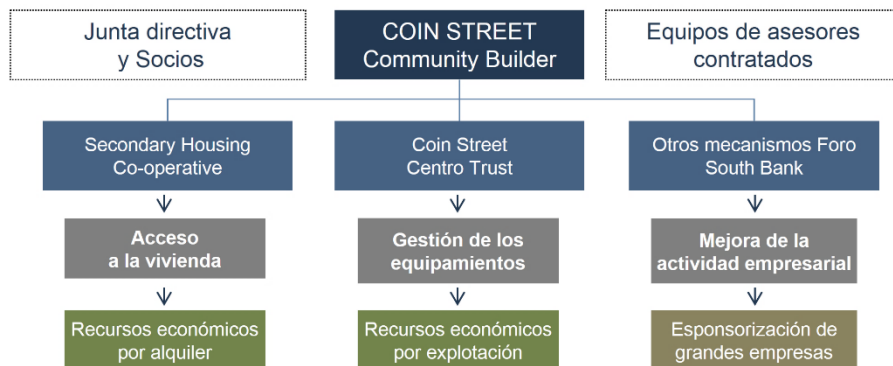 Junta directiva
y Socios
COIN STREET
Community Builder
Equipos de asesores
contratados
Secondary Housing
Co-operative
Coin Street
Centro Trust
Otros mecanismos Foro
South Bank
Acceso
a la vivienda
Gestión de los
equipamientos
Mejora de la
actividad empresarial
Recursos económicos
por alquiler
Recursos económicos
por explotación
Esponsorización de
grandes empresas